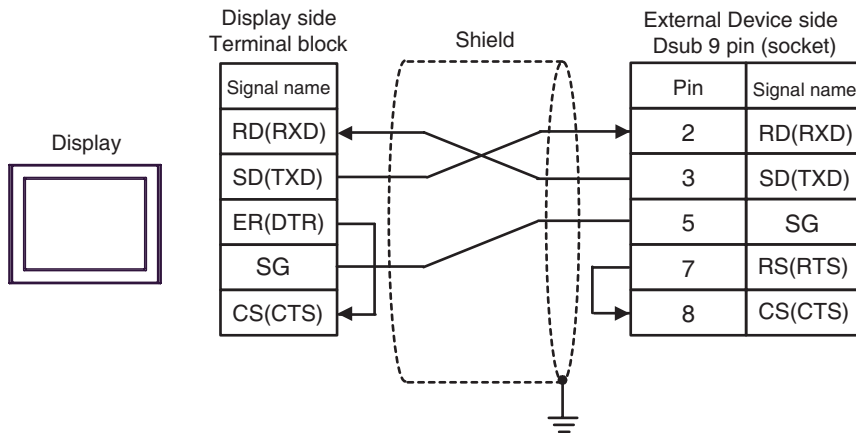 Display side
Terminal block
Shield
External Device side
Dsub 9 pin (socket)
Display
Signal name
RD(RXD)
SD(TXD)
ER(DTR)
SG
CS(CTS)
Pin Signal name
2 RD(RXD)
3 SD(TXD)
5 SG
7 RS(RTS)
8 CS(CTS)